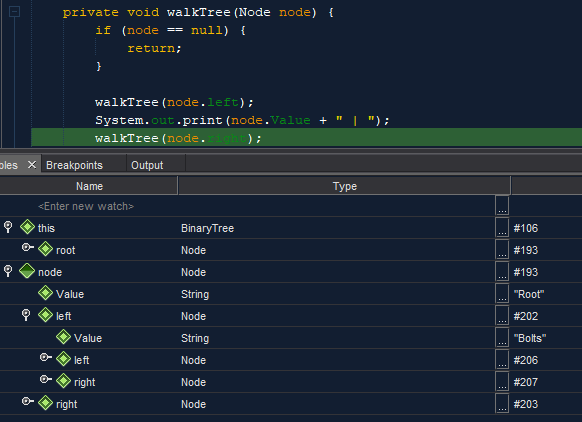 private void walkTree(Node node) {
if (node == null) {
return;
}
walkTree(node.left);
System.out.print(node.Value + " | ");
walkTree(node.right);
bles × Breakpoints Output
Name Type
<Enter new watch> ...
this BinaryTree ... #106
root Node ... #193
node Node ... #193
Value String ... "Root"
left Node ... #202
Value String ... "Bolts"
left Node ... #206
right Node ... #207
right Node ... #203